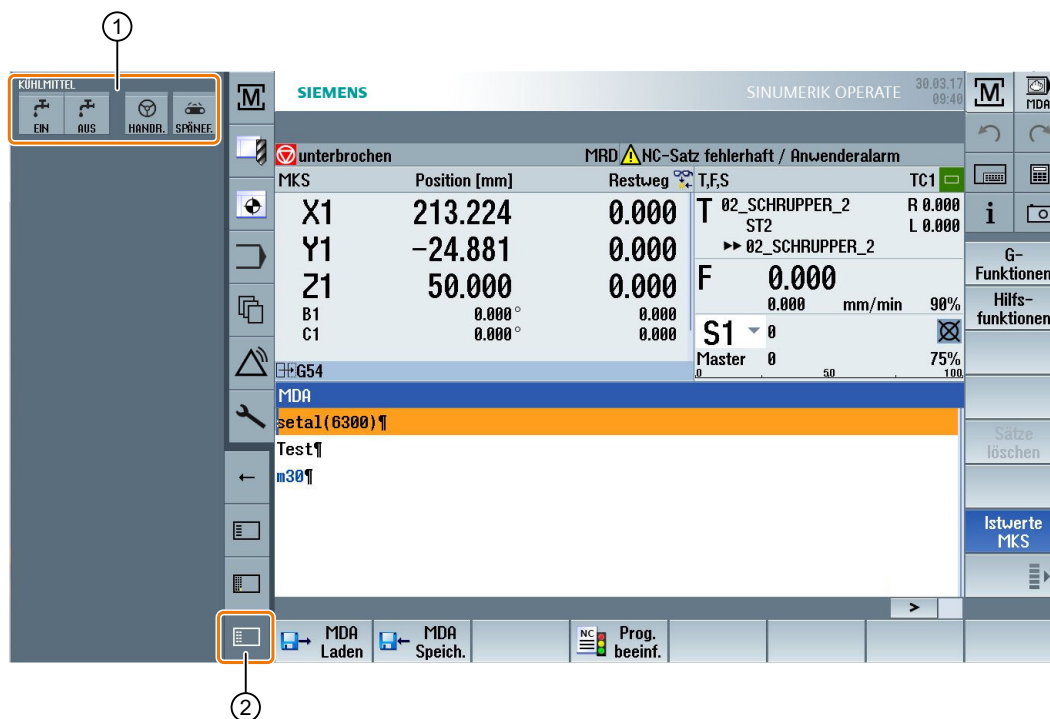 1
KÜHLMITTEL
EIN AUS HANDR. SPÄNEF.
M
SIEMENS
SINUMERIK OPERATE
30.03.17
09:40
M
MDA
unterbrochen
MRD NC-Satz fehlerhaft / Anwenderalarm
MKS Position [mm] Restweg
X1 213.224 0.000
Y1 -24.881 0.000
Z1 50.000 0.000
B1 0.000° 0.000
C1 0.000° 0.000
G54
T,F,S TC1
T 02_SCHRUPPER_2 R 0.000
ST2 L 0.000
02_SCHRUPPER_2
F 0.000
0.000 mm/min 90%
S1 0
Master 0 75%
0 50 100
i
G-
Funktionen
Hilfs-
funktionen
Sätze
löschen
Istwerte
MKS
MDA
setal(6300)¶
Test¶
m30¶
>
MDA
Laden
MDA
Speich.
NC
Prog.
beeinf.
2